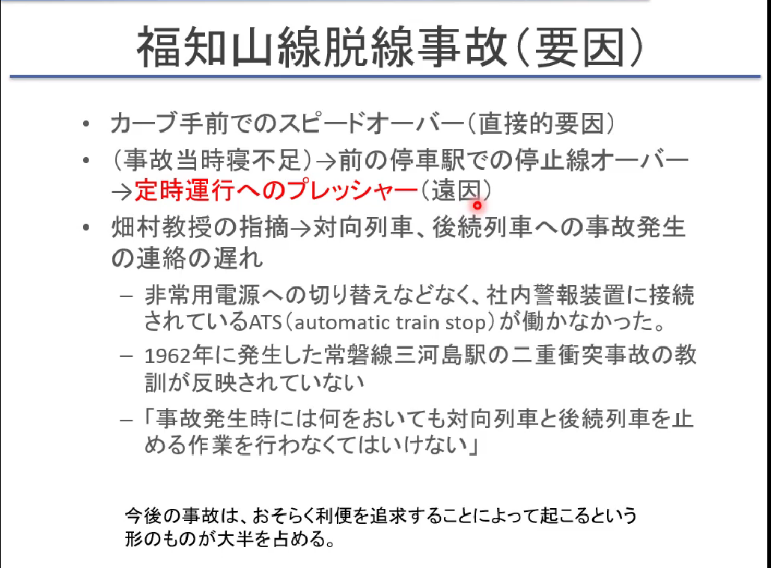 福知山線脱線事故（要因）
• カーブ手前でのスピードオーバー（直接的要因）
• （事故当時寝不足）→前の停車駅での停止線オーバー
→定時運行へのプレッシャー（遠因）
• 畑村教授の指摘→対向列車、後続列車への事故発生
の連絡の遅れ
– 非常用電源への切り替えなどなく、社内警報装置に接続
されているATS（automatic train stop）が働かなかった。
– 1962年に発生した常磐線三河島駅の二重衝突事故の教
訓が反映されていない
– 「事故発生時には何をおいても対向列車と後続列車を止
める作業を行わなくてはいけない」
今後の事故は、おそらく利便を追求することによって起こるという
形のものが大半を占める。